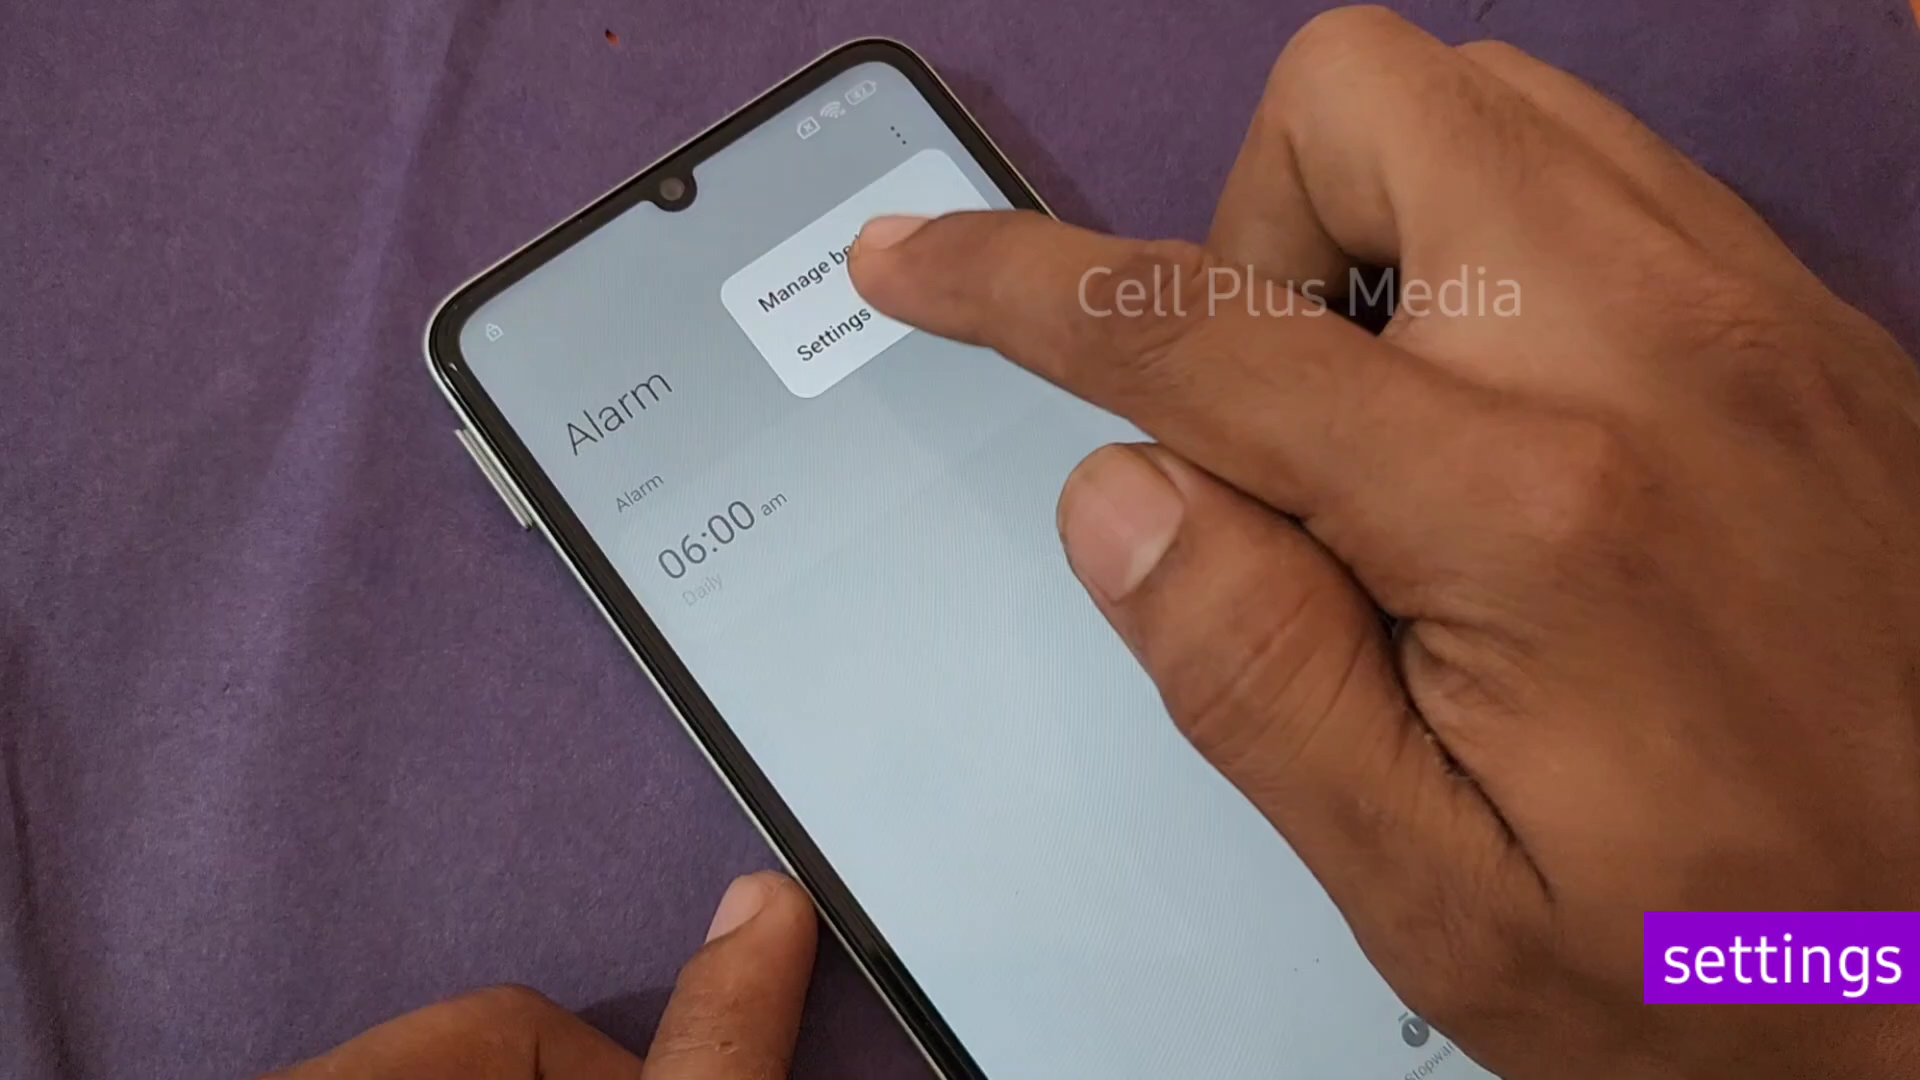 Manage
Settings
Alarm
Alarm
06:00 am
Daily
Cell Plus Media
settings